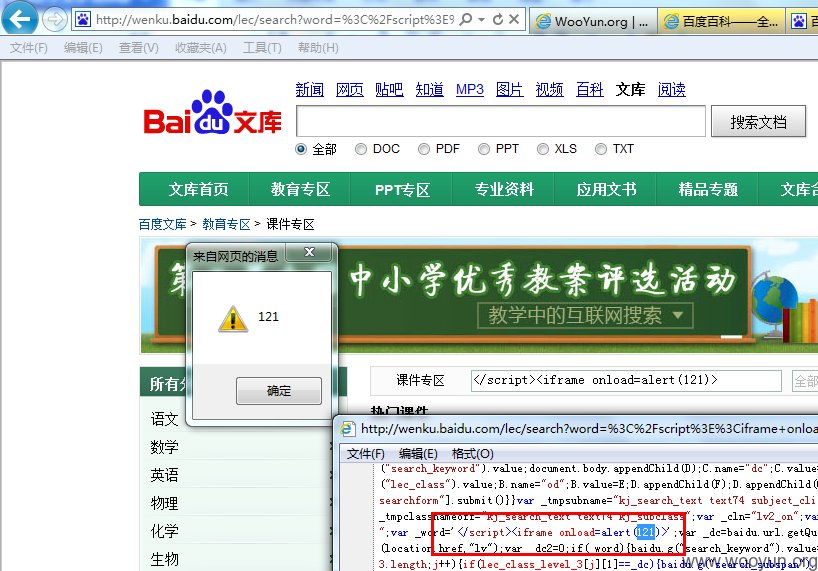 http://wenku.baidu.com/lec/search?word=%3C%2Fscript%3E%
WooYun.org | ...
百度百科——全...
百
文件(F) 编辑(E) 查看(V) 收藏夹(A) 工具(T) 帮助(H)
Bai du 文库
新闻 网页 贴吧 知道 MP3 图片 视频 百科 文库 阅读
搜索文档
全部 DOC PDF PPT XLS TXT
文库首页 教育专区 PPT专区 专业资料 应用文书 精品专题 文库合
百度文库 > 教育专区 > 课件专区
第 中小学优秀教案评选活动
教学中的互联网搜索
来自网页的消息
121
确定
所有分
课件专区 </script><iframe onload=alert(121)> 全部
热门课件
语文
数学
英语
物理
化学
生物
http://wenku.baidu.com/lec/search?word=%3C%2Fscript%3E%3Ciframe+onloa
文件(F) 编辑(E) 格式(O)
("search_keyword").value;document.body.appendChild(D);C.name="dc";C.value=
("lec_class").value;B.name="od";B.value=E;D.appendChild(F);D.appendChild(
searchform"].submit()}}var _tmpsubname="kj_search_text text74 subject_cli
_tmpclassnameoff="kj_search_text text74 kj_subclass";var _cln="lv2_on";var
";var _word='</script><iframe onload=alert(121)>';var _dc=baidu.url.getQu
(location.href,"lv");var _dc2=0;if(_word){baidu.g("search_keyword").value=
3.length;j++){if(lec_class_level_3[j][1]==_dc){baidu.g("search_subspan")
www.wooyun.org